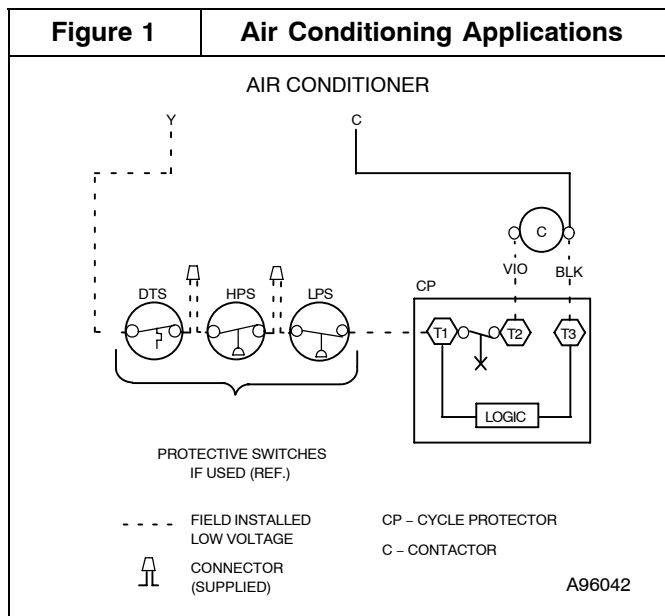 Figure 1
Air Conditioning Applications
AIR CONDITIONER
Y
C
C
VIO
BLK
CP
DTS
HPS
LPS
T1
T2
T3
LOGIC
PROTECTIVE SWITCHES
IF USED (REF.)
FIELD INSTALLED
LOW VOLTAGE
CONNECTOR
(SUPPLIED)
CP – CYCLE PROTECTOR
C – CONTACTOR
A96042